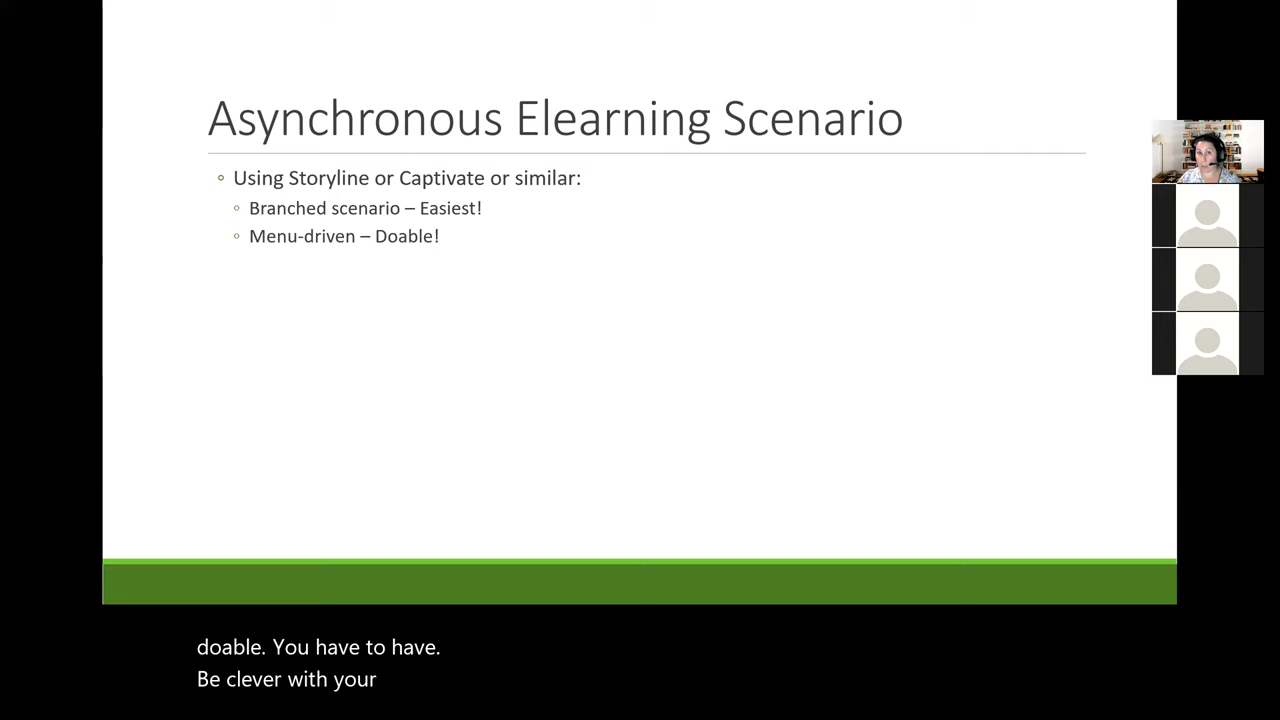 Asynchronous Elearning Scenario
Using Storyline or Captivate or similar:
Branched scenario – Easiest!
Menu-driven – Doable!
doable. You have to have.
Be clever with your